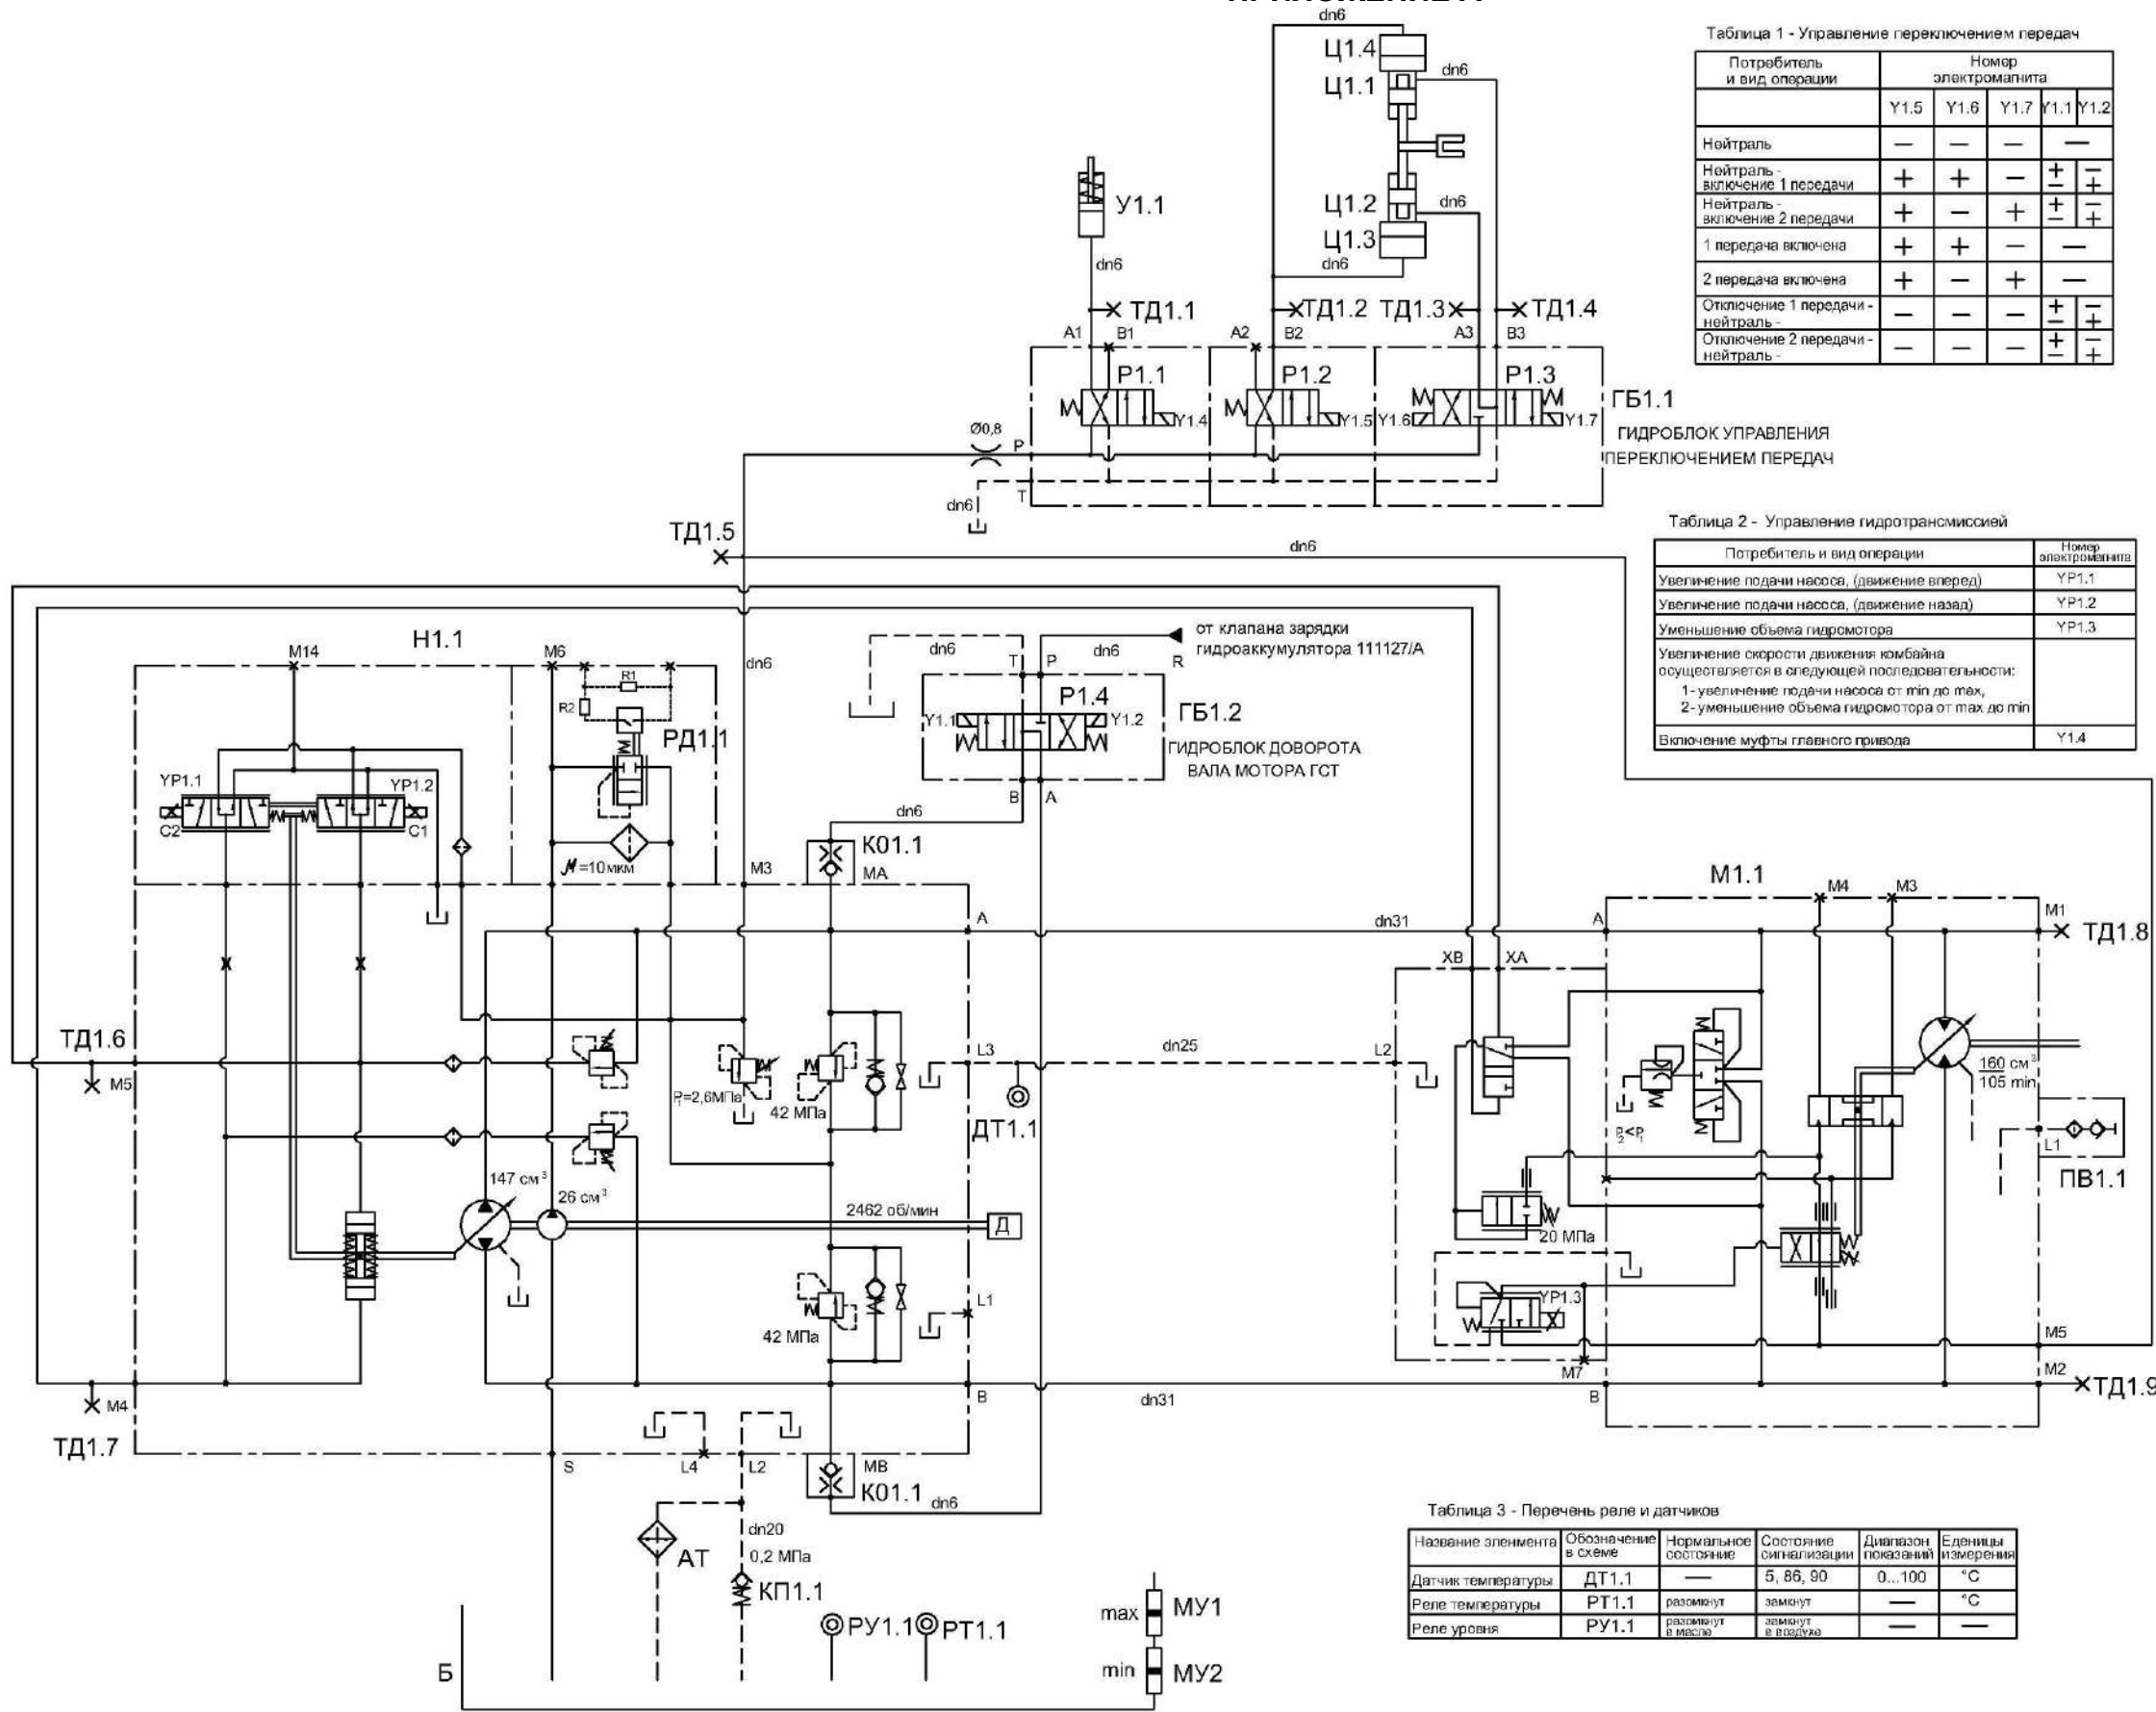 dn6
Ц1.4
dn6
Ц1.1
Ц1.2
dn6
Ц1.3
dn6
У1.1
dn6
ТД1.1
ТД1.2
ТД1.3
ТД1.4
A1
B1
A2
B2
A3
B3
P1.1
P1.2
P1.3
Y1.4
Y1.5
Y1.6
Y1.7
ГБ1.1
ГИДРОБЛОК УПРАВЛЕНИЯ
ПЕРЕКЛЮЧЕНИЕМ ПЕРЕДАЧ
Ø0,8
P
T
dn6
Таблица 1 - Управление переключением передач
Потребитель и вид операции
Номер электромагнита
Y1.5 Y1.6 Y1.7 Y1.1 Y1.2
Нейтраль — — — —
Нейтраль - включение 1 передачи + + — ± ∓
Нейтраль - включение 2 передачи + — + ± ∓
1 передача включена + + — —
2 передача включена + — + —
Отключение 1 передачи - нейтраль - — — — ± ∓
Отключение 2 передачи - нейтраль - — — — ± ∓
Таблица 2 - Управление гидротрансмиссией
Потребитель и вид операции
Номер электромагнита
Увеличение подачи насоса, (движение вперед) YP1.1
Увеличение подачи насоса, (движение назад) YP1.2
Уменьшение объема гидромотора YP1.3
Увеличение скорости движения комбайна
осуществляется в следующей последовательности:
1- увеличение подачи насоса от min до max,
2- уменьшение объема гидромотора от max до min
Включение муфты главного привода Y1.4
ТД1.5
dn6
H1.1
M14
M6
R1
R2
РД1.1
dn6
YP1.1
YP1.2
C2
C1
=10мкм
M3
dn6
T
P
dn6
R
от клапана зарядки
гидроаккумулятора 111127/А
P1.4
Y1.1
Y1.2
ГБ1.2
ГИДРОБЛОК ДОВОРОТА
ВАЛА МОТОРА ГСТ
B
A
dn6
К01.1
MA
A
dn31
A
M1.1
M4
M3
M1
ТД1.8
XB
XA
ТД1.6
M5
P1=2,6МПа
42 МПа
L3
dn25
L2
ДТ1.1
P2<P1
160 см³
105 min
L1
ПВ1.1
147 см³
26 см³
2462 об/мин
Д
20 МПа
YP1.3
42 МПа
L1
M7
M5
M2
ТД1.9
M4
ТД1.7
B
dn31
B
S
L4
L2
MB
К01.1
dn6
АТ
dn20
0,2 МПа
КП1.1
РУ1.1
РТ1.1
max
МУ1
min
МУ2
Б
Таблица 3 - Перечень реле и датчиков
Название эленмента
Обозначение в схеме
Нормальное состояние
Состояние сигнализации
Диапазон показаний
Еденицы измерения
Датчик температуры ДТ1.1 — 5, 86, 90 0...100 °C
Реле температуры РТ1.1 разомкнут замкнут — °C
Реле уровня РУ1.1 разомкнут в масле замкнут в воздухе — —